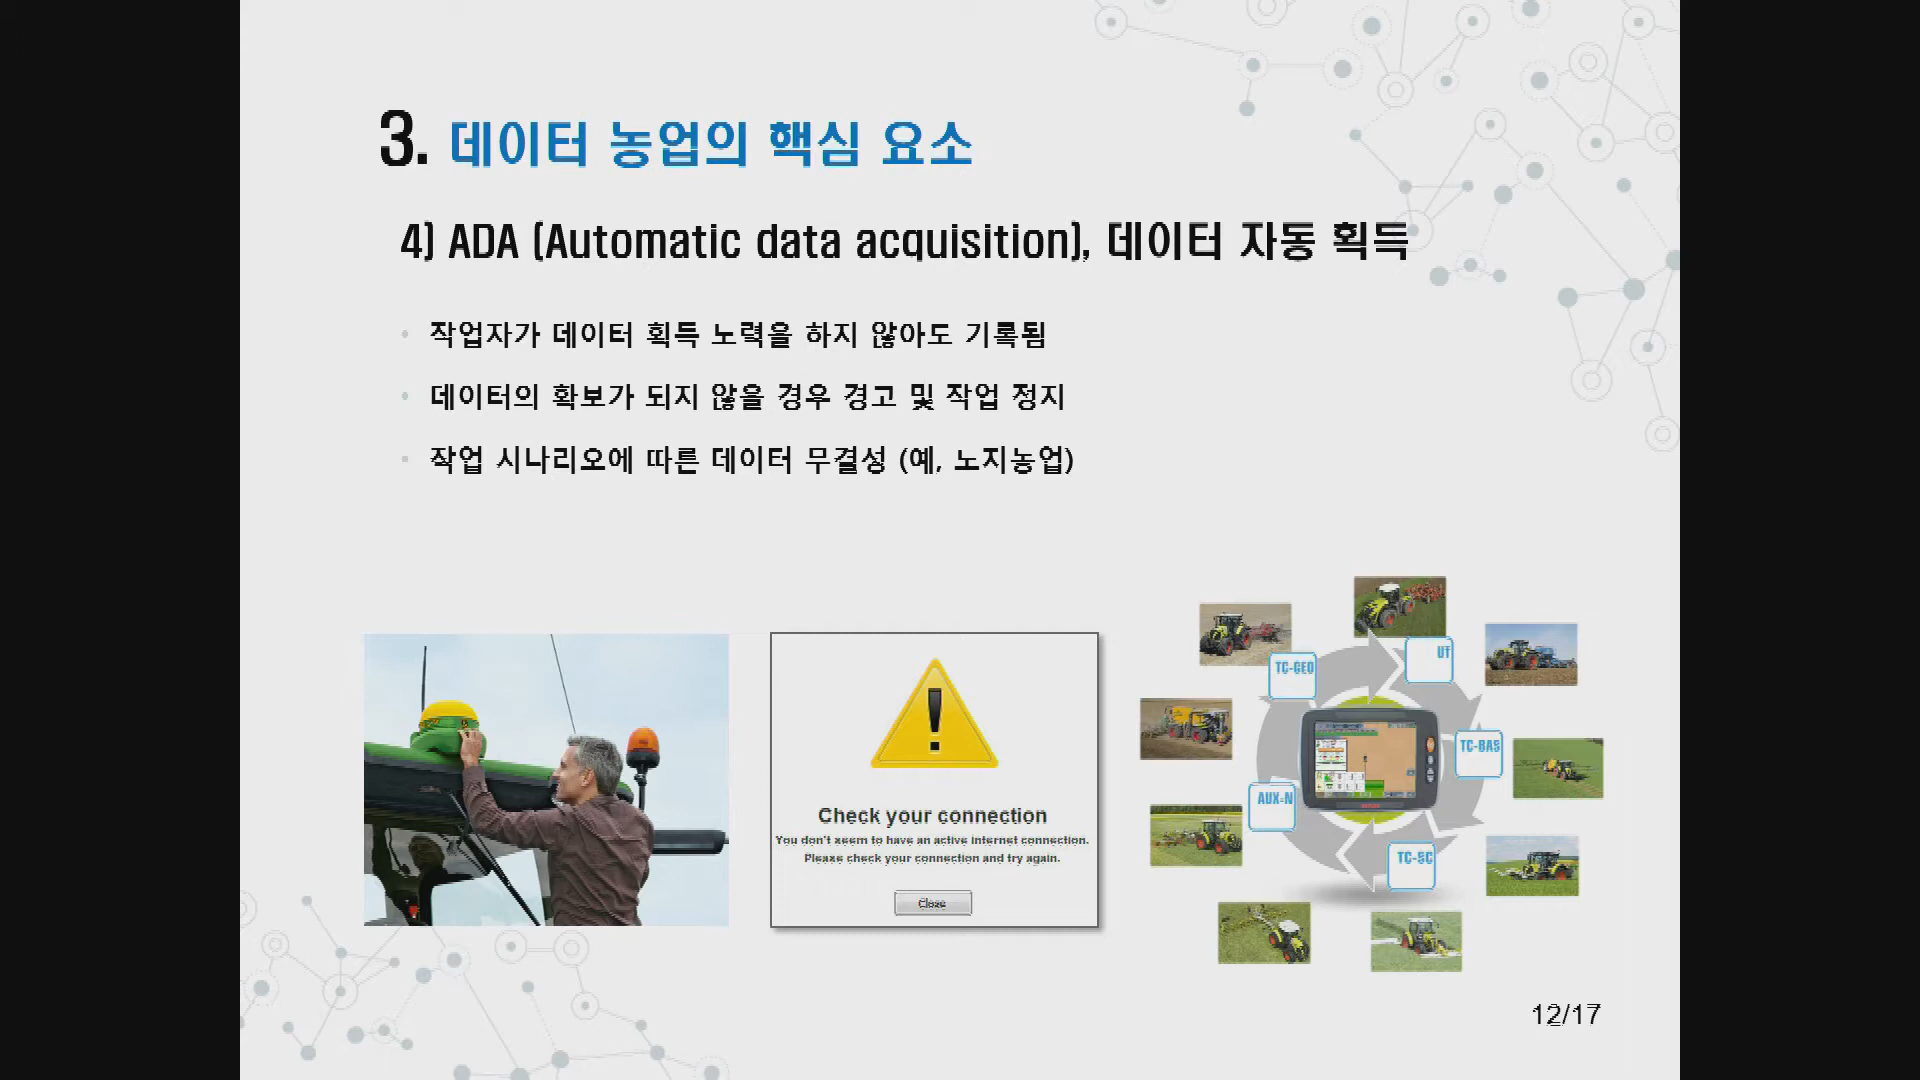 3. 데이터 농업의 핵심 요소
4) ADA (Automatic data acquisition), 데이터 자동 획득
• 작업자가 데이터 획득 노력을 하지 않아도 기록됨
• 데이터의 확보가 되지 않을 경우 경고 및 작업 정지
• 작업 시나리오에 따른 데이터 무결성 (예, 노지농업)
Check your connection
You don't seem to have an active internet connection.
Please check your connection and try again.
Close
UT
TC-GEO
TC-BAS
AUX-N
TC-SC
12/17